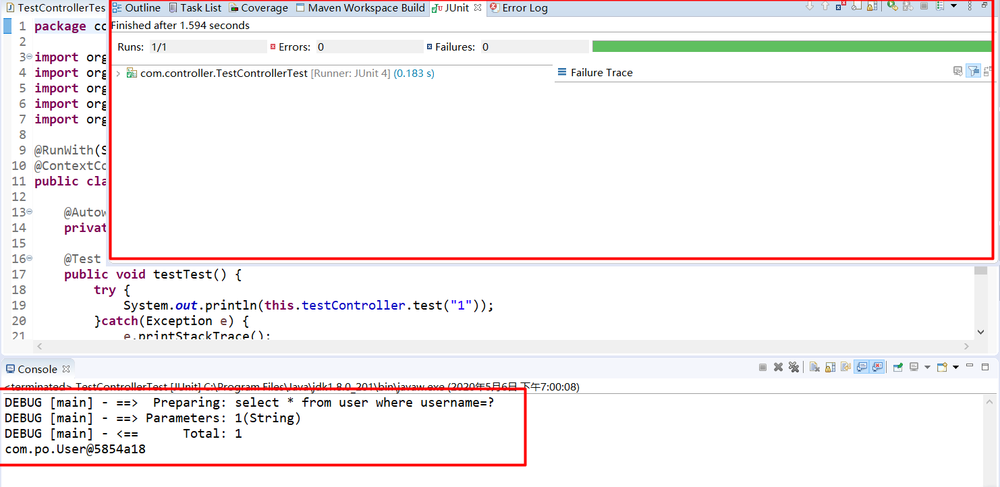 TestControllerTes
Outline Task List Coverage Maven Workspace Build JUnit Error Log
Finished after 1.594 seconds
Runs: 1/1 Errors: 0 Failures: 0
com.controller.TestControllerTest [Runner: JUnit 4] (0.183 s)
Failure Trace
1 package co
2
3 import org
4 import org
5 import org
6 import org
7 import org
8
9 @RunWith(S
10 @ContextCo
11 public cla
12
13 @Autow
14 privat
15
16 @Test
17 public void testTest() {
18 try {
19 System.out.println(this.testController.test("1"));
20 }catch(Exception e) {
21 e.printStackTrace();
Console
<terminated> TestControllerTest [JUnit] C:\Program Files\Java\jdk1.8.0_201\bin\javaw.exe (2020年5月6日 下午7:00:08)
DEBUG [main] - ==>  Preparing: select * from user where username=?
DEBUG [main] - ==> Parameters: 1(String)
DEBUG [main] - <==      Total: 1
com.po.User@5854a18